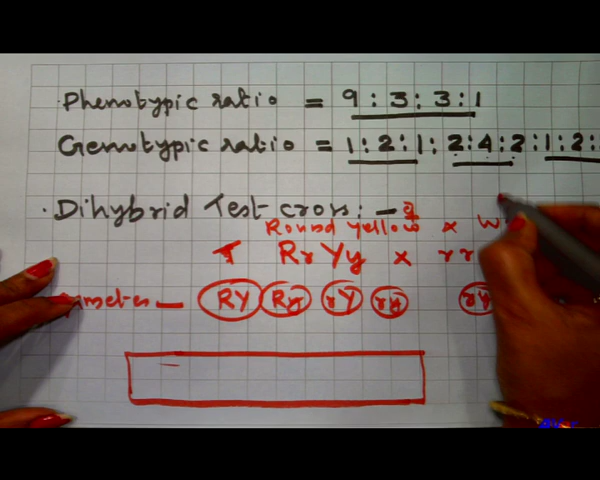 Phenotypic ratio = 9 : 3 : 3 : 1
Genotypic ratio = 1 : 2 : 1 : 2 : 4 : 2 : 1 : 2 :
. Dihybrid Test cross : -
Round yellow x W
RrYy x rr
RY Ry rY ry ry